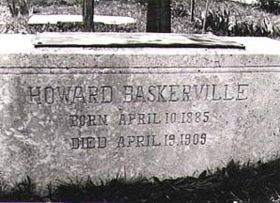 HOWARD BASKERVILLE
BORN APRIL 10.1885
DIED APRIL 19.1909